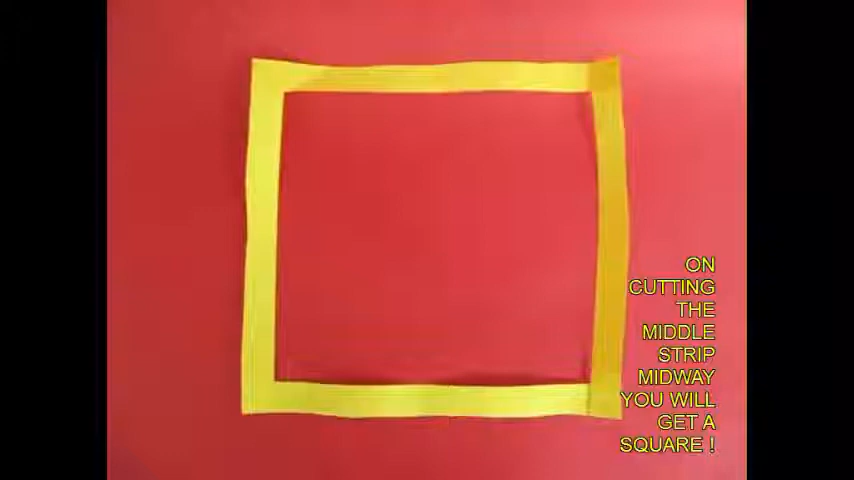 ON
CUTTING
THE
MIDDLE
STRIP
MIDWAY
YOU WILL
GET A
SQUARE !